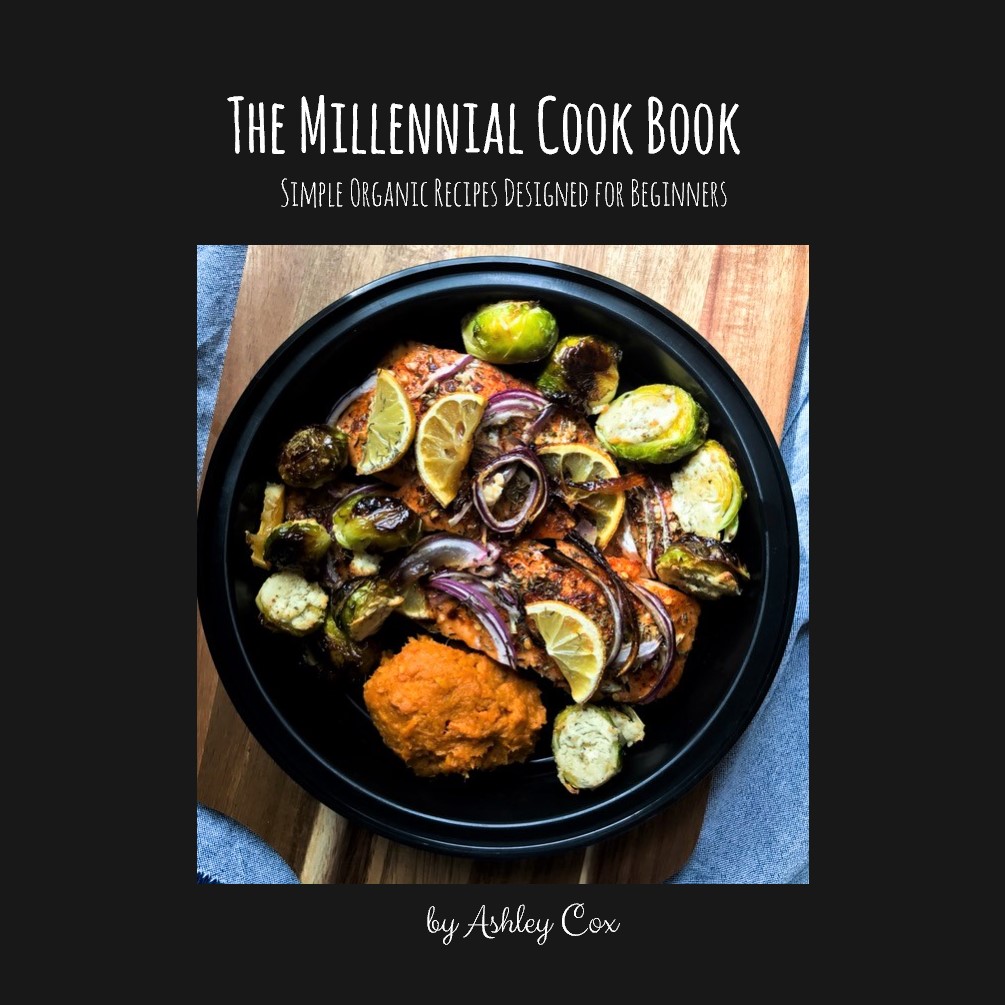 The Millennial Cook Book
Simple Organic Recipes Designed for Beginners
by Ashley Cox